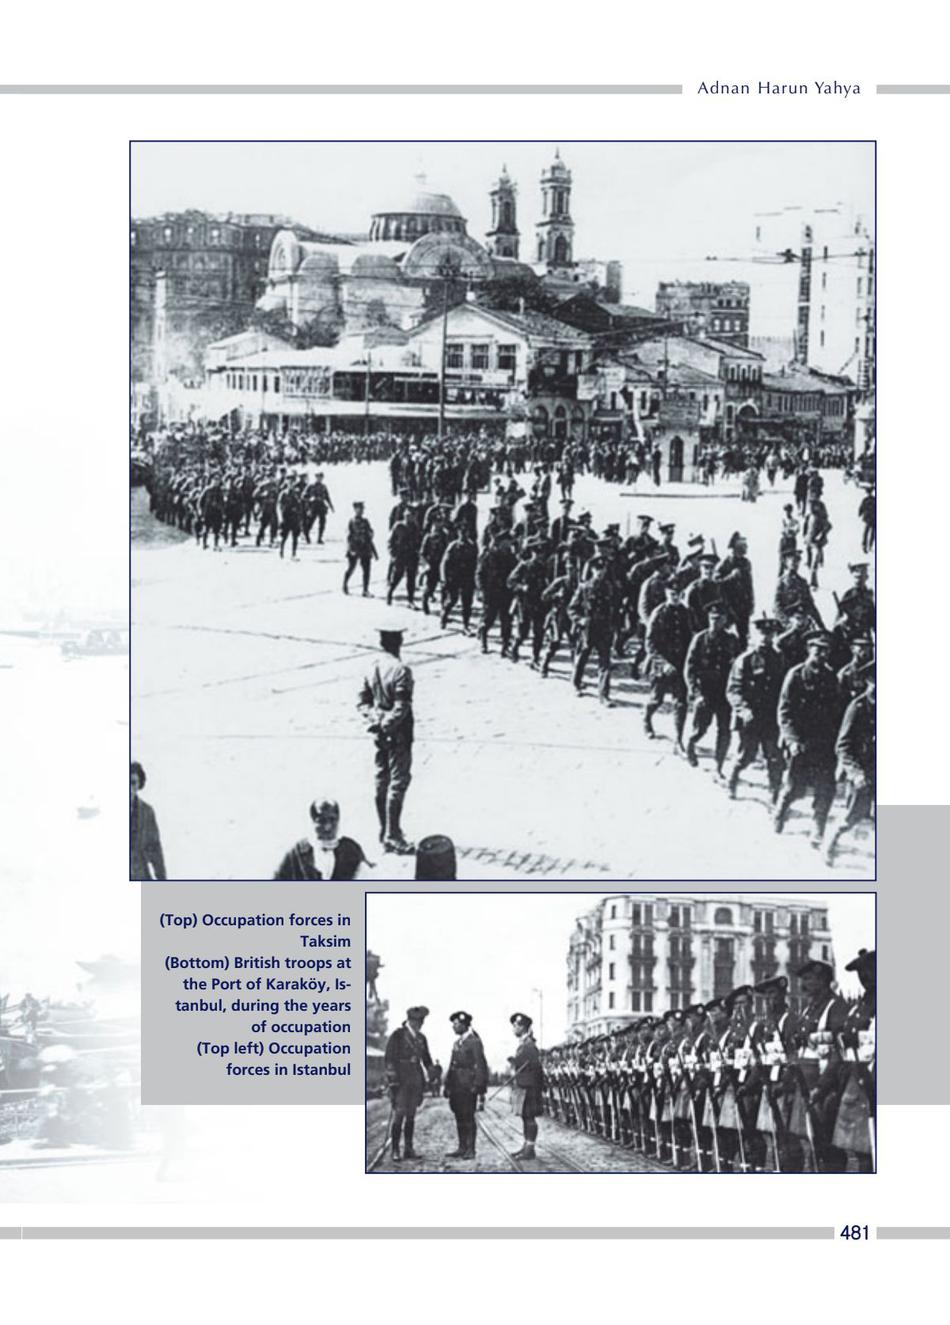 Adnan Harun Yahya
(Top) Occupation forces in
Taksim
(Bottom) British troops at
the Port of Karaköy, Is-
tanbul, during the years
of occupation
(Top left) Occupation
forces in Istanbul
481